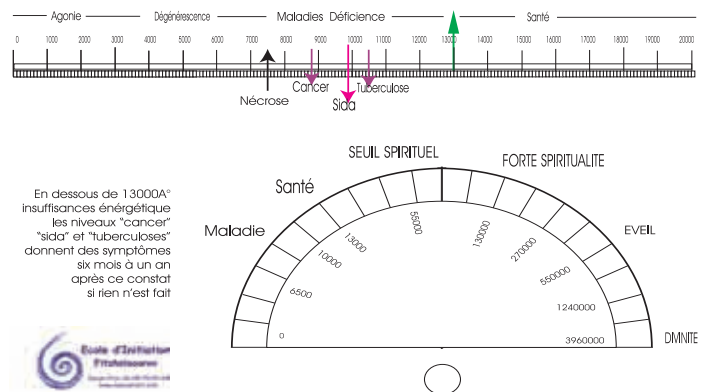 Agonie Dégénérescence Maladies Déficience Santé
0 1000 2000 3000 4000 5000 6000 7000 8000 9000 10000 11000 12000 13000 14000 15000 16000 17000 18000 19000 20000
Nécrose Cancer Sida Tuberculose
En dessous de 13000A°
insuffisances énérgétique
les niveaux "cancer"
"sida" et "tuberculoses"
donnent des symptômes
six mois à un an
après ce constat
si rien n'est fait
SEUIL SPIRITUEL
FORTE SPIRITUALITE
Santé
Maladie
EVEIL
DMNITE
0
6500
10000
13000
55000
130000
270000
550000
1240000
3960000
Ecole d'Initiation